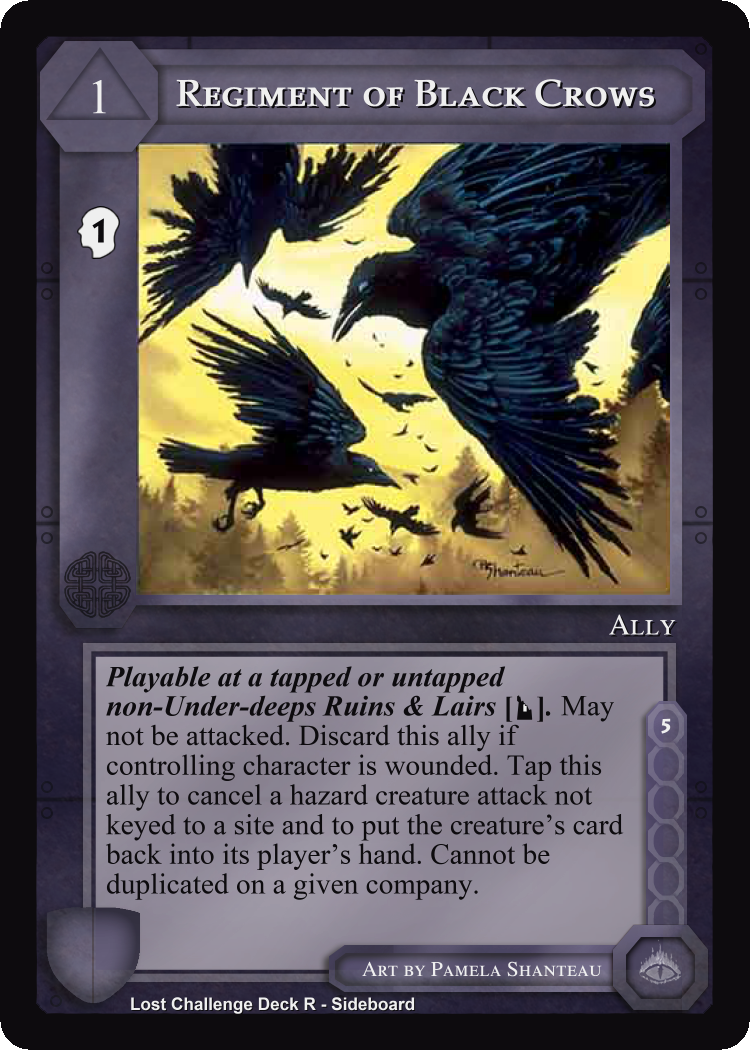 1
Regiment of Black Crows
1
PShanteau
Ally
Playable at a tapped or untapped
non-Under-deeps Ruins & Lairs [ ]. May
not be attacked. Discard this ally if
controlling character is wounded. Tap this
ally to cancel a hazard creature attack not
keyed to a site and to put the creature's card
back into its player's hand. Cannot be
duplicated on a given company.
5
Art by Pamela Shanteau
Lost Challenge Deck R - Sideboard